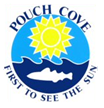 POUCH COVE
FIRST TO SEE THE SUN